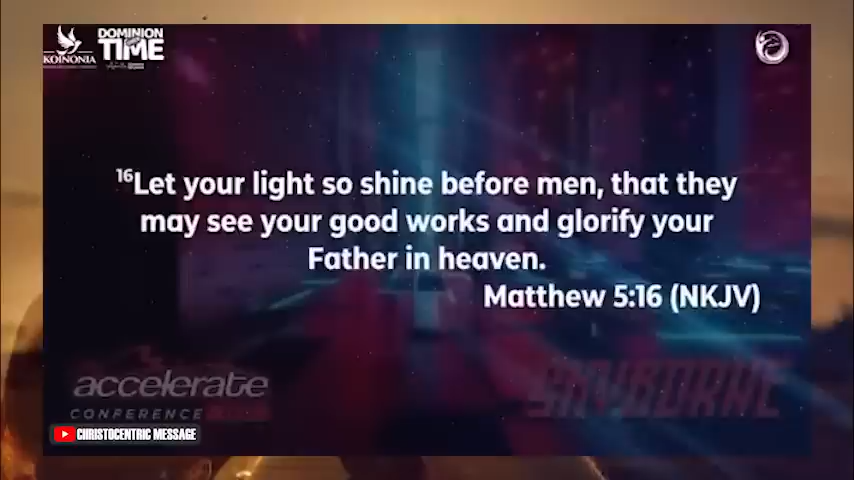 KOINONIA
DOMINION
TIME
¹⁶Let your light so shine before men, that they
may see your good works and glorify your
Father in heaven.
Matthew 5:16 (NKJV)
accelerate
CONFERENCE
CHRISTOCENTRIC MESSAGE